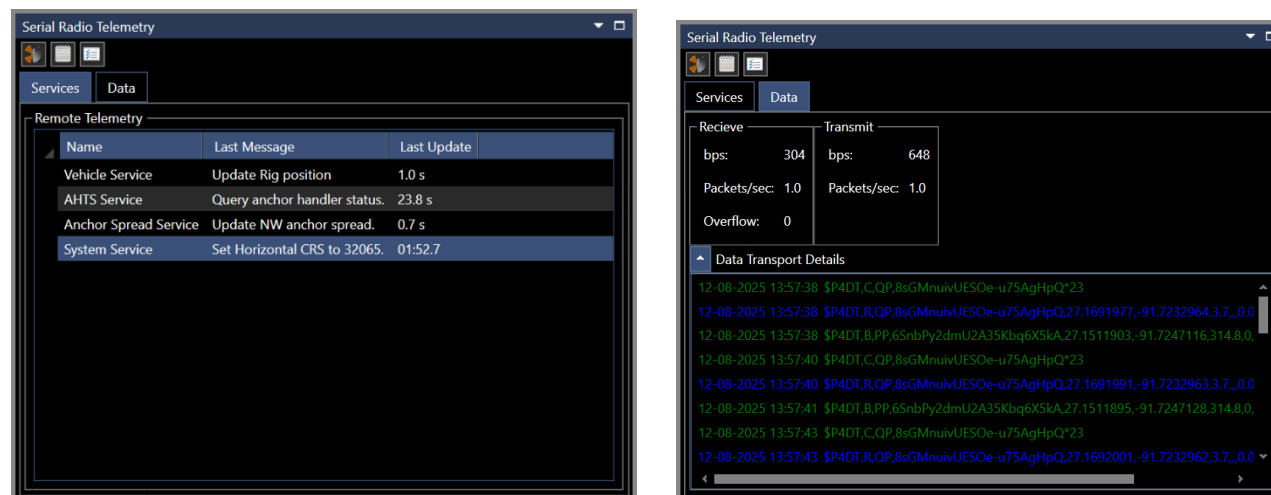 Serial Radio Telemetry
Services Data
Remote Telemetry
Name Last Message Last Update
Vehicle Service Update Rig position 1.0 s
AHTS Service Query anchor handler status. 23.8 s
Anchor Spread Service Update NW anchor spread. 0.7 s
System Service Set Horizontal CRS to 32065. 01:52.7
Serial Radio Telemetry
Services Data
Recieve Transmit
bps: 304 bps: 648
Packets/sec: 1.0 Packets/sec: 1.0
Overflow: 0
Data Transport Details
12-08-2025 13:57:38 $P4DT,C,QP,8sGMnuivUESOe-u75AgHpQ*23
12-08-2025 13:57:38 $P4DT,R,QP,8sGMnuivUESOe-u75AgHpQ,27.1691977,-91.7232964,3.7,,,0.0
12-08-2025 13:57:38 $P4DT,B,PP,6SnbPy2dmU2A35Kbq6X5kA,27.1511903,-91.7247116,314.8,0,
12-08-2025 13:57:40 $P4DT,C,QP,8sGMnuivUESOe-u75AgHpQ*23
12-08-2025 13:57:40 $P4DT,R,QP,8sGMnuivUESOe-u75AgHpQ,27.1691991,-91.7232963,3.7,,,0.0
12-08-2025 13:57:41 $P4DT,B,PP,6SnbPy2dmU2A35Kbq6X5kA,27.1511895,-91.7247128,314.8,0,
12-08-2025 13:57:43 $P4DT,C,QP,8sGMnuivUESOe-u75AgHpQ*23
12-08-2025 13:57:43 $P4DT,R,QP,8sGMnuivUESOe-u75AgHpQ,27.1692001,-91.7232962,3.7,,,0.0